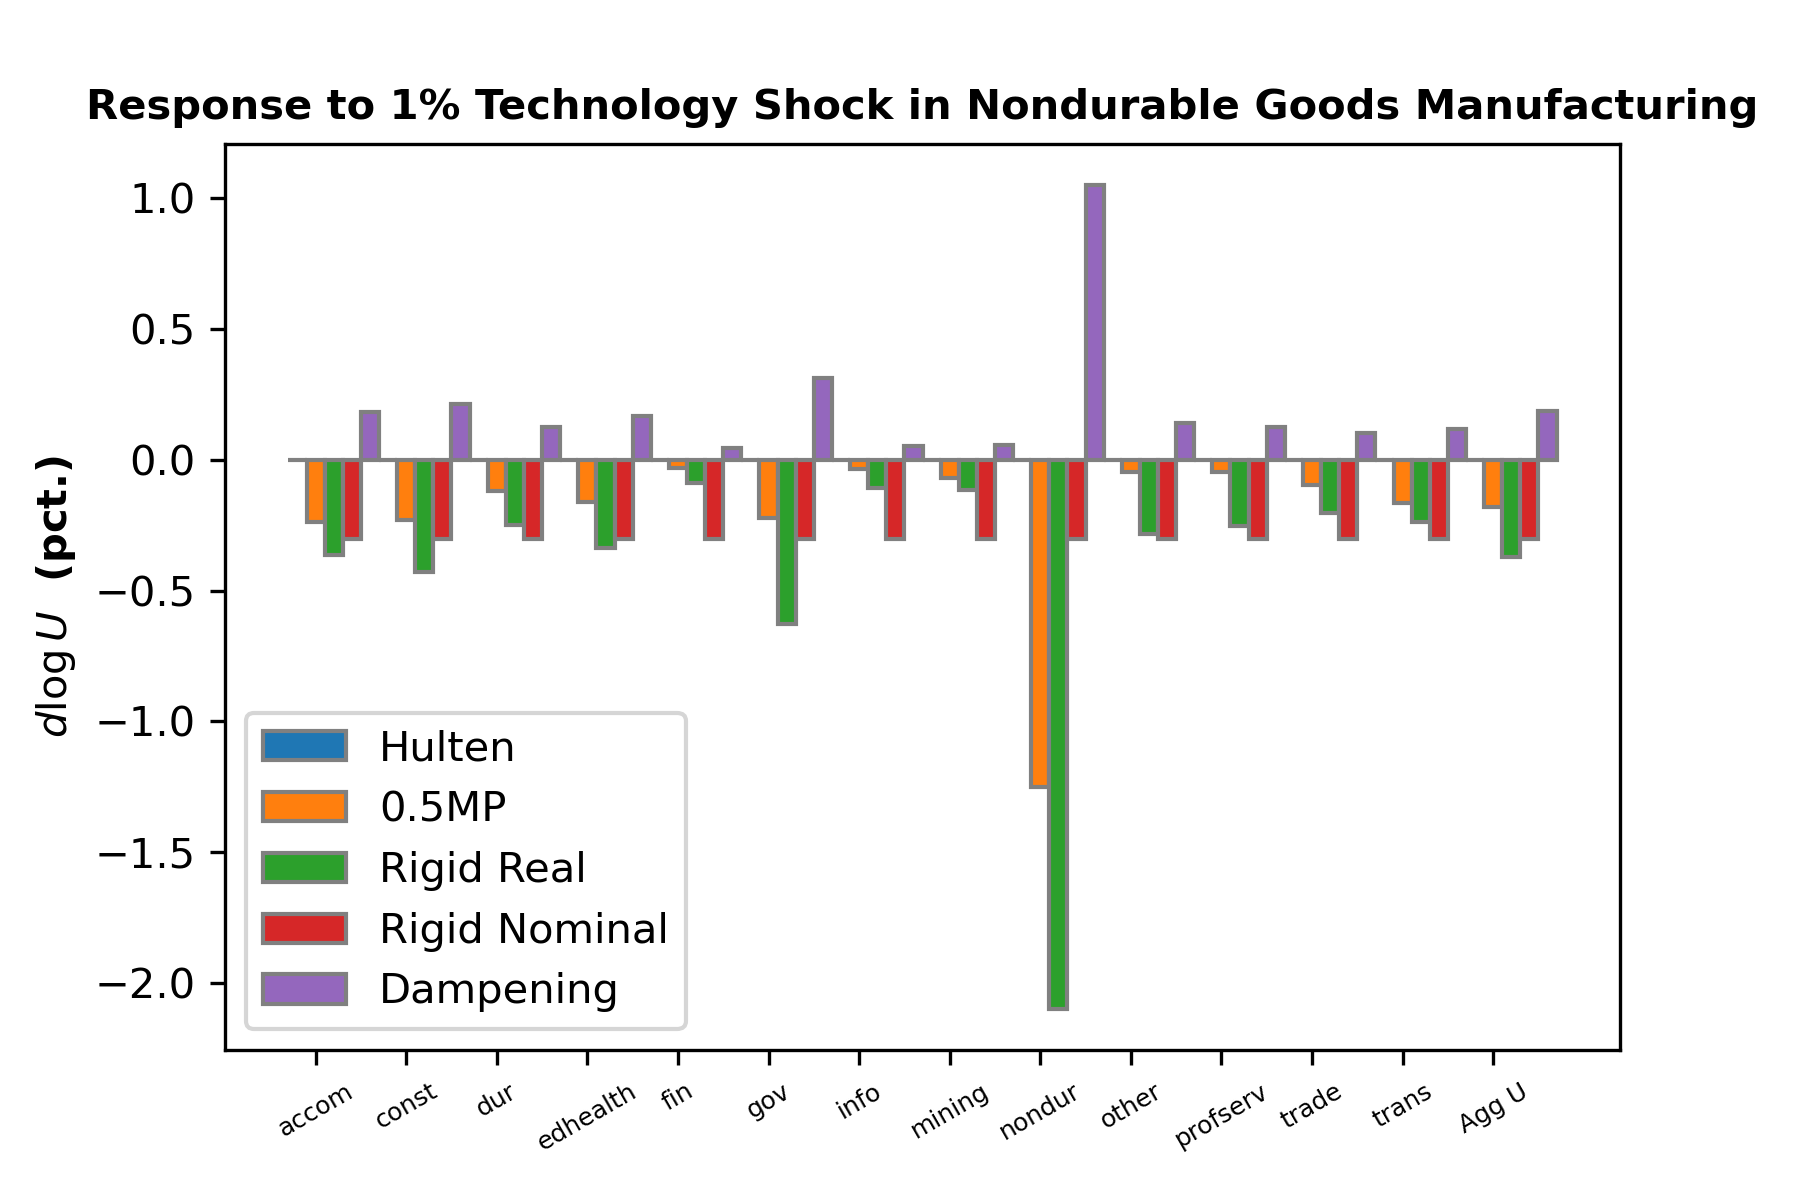 Response to 1% Technology Shock in Nondurable Goods Manufacturing
dlog U (pct.)
1.0
0.5
0.0
−0.5
−1.0
−1.5
−2.0
Hulten
0.5MP
Rigid Real
Rigid Nominal
Dampening
accom
const
dur
edhealth
fin
gov
info
mining
nondur
other
profserv
trade
trans
Agg U